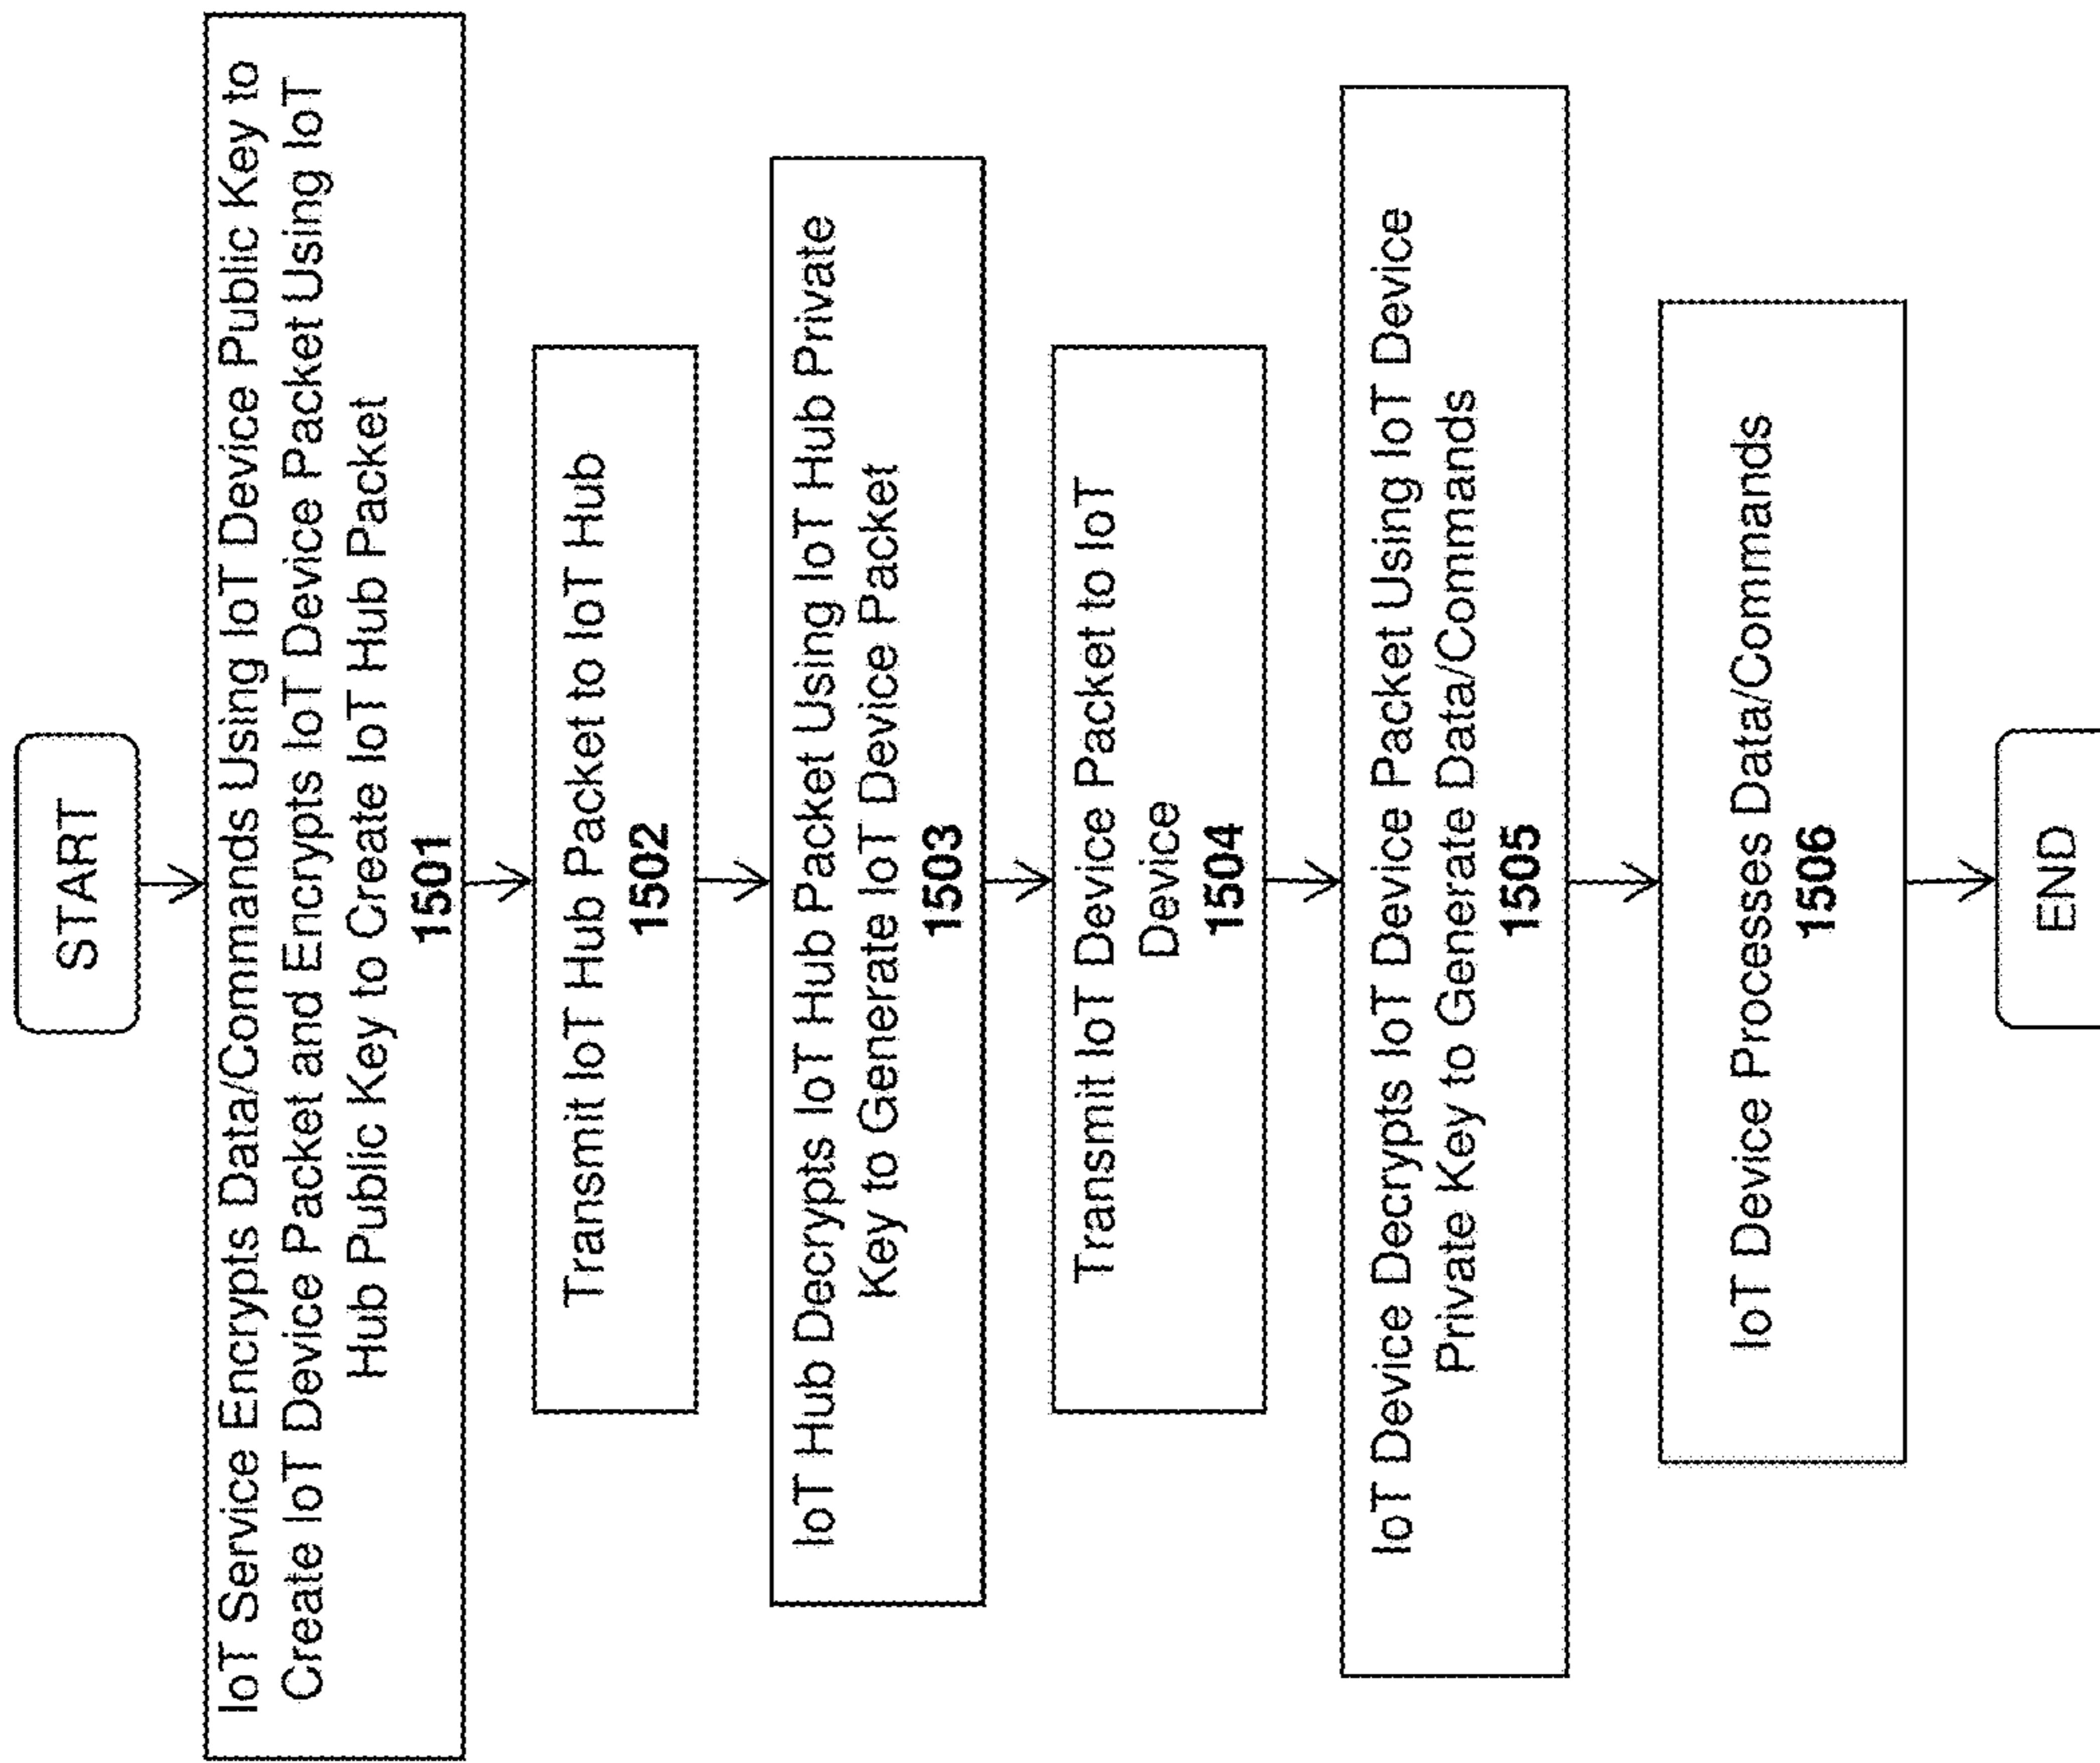 START
IoT Service Encrypts Data/Commands Using IoT Device Public Key to
Create IoT Device Packet and Encrypts IoT Device Packet Using IoT
Hub Public Key to Create IoT Hub Packet
1501
Transmit IoT Hub Packet to IoT Hub
1502
IoT Hub Decrypts IoT Hub Packet Using IoT Hub Private
Key to Generate IoT Device Packet
1503
Transmit IoT Device Packet to IoT
Device
1504
IoT Device Decrypts IoT Device Packet Using IoT Device
Private Key to Generate Data/Commands
1505
IoT Device Processes Data/Commands
1506
END